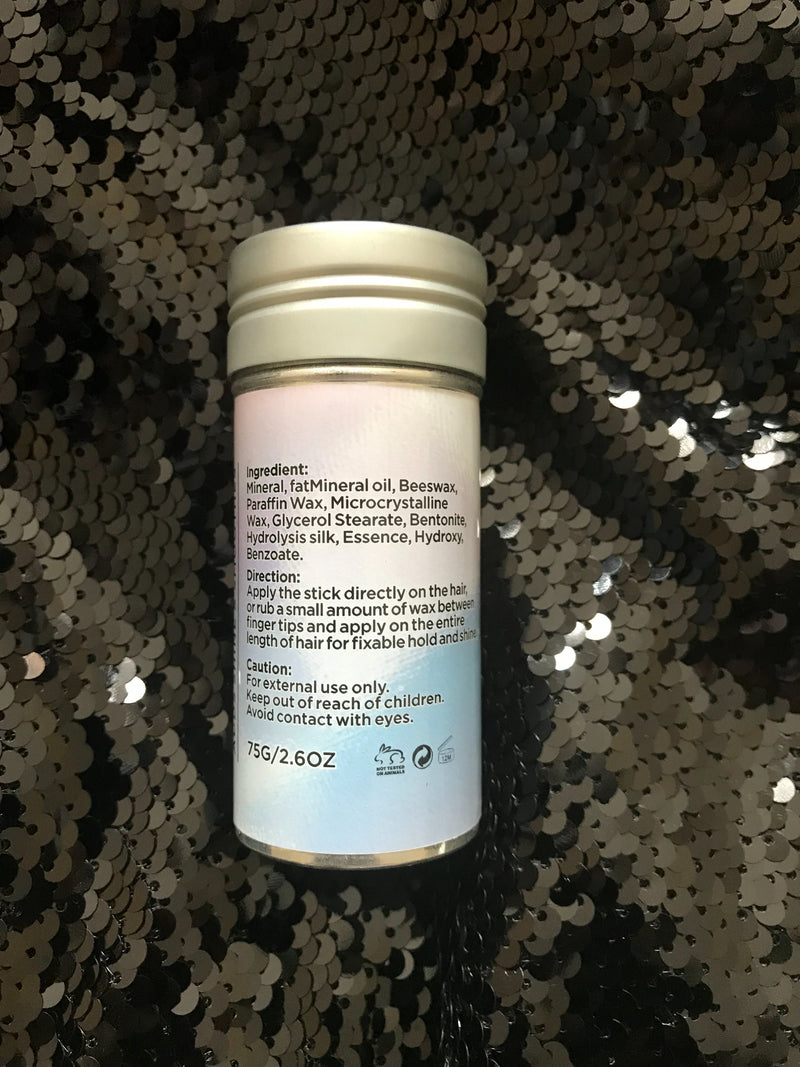 Ingredient:
Mineral, fatMineral oil, Beeswax,
Paraffin Wax, Microcrystalline
Wax, Glycerol Stearate, Bentonite,
Hydrolysis silk, Essence, Hydroxy,
Benzoate.
Direction:
Apply the stick directly on the hair,
or rub a small amount of wax between
finger tips and apply on the entire
length of hair for fixable hold and shine
Caution:
For external use only.
Keep out of reach of children.
Avoid contact with eyes.
75G/2.6OZ
NOT TESTED
ON ANIMALS
12M